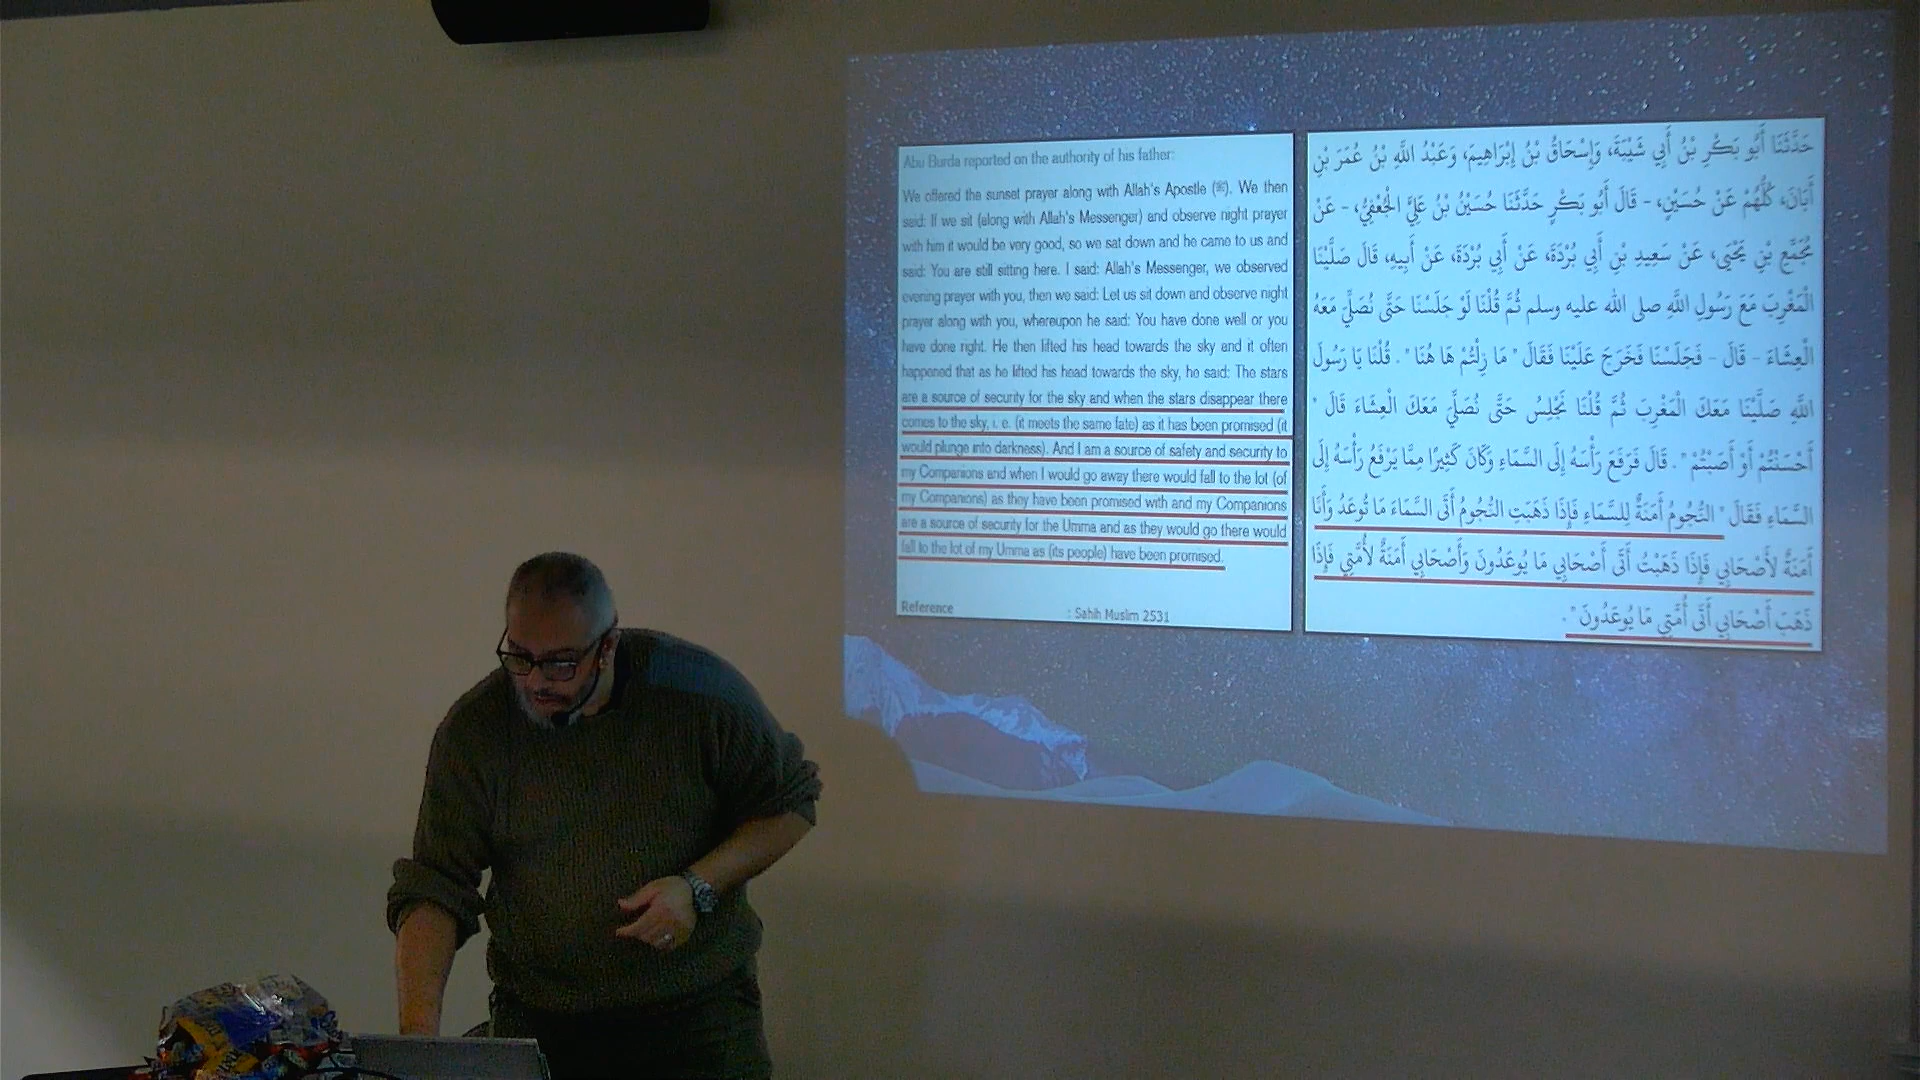 Abu Burda reported on the authority of his father:
We offered the sunset prayer along with Allah's Apostle (ﷺ). We then
said: If we sit (along with Allah's Messenger) and observe night prayer
with him it would be very good, so we sat down and he came to us and
said: You are still sitting here. I said: Allah's Messenger, we observed
evening prayer with you, then we said: Let us sit down and observe night
prayer along with you, whereupon he said: You have done well or you
have done right. He then lifted his head towards the sky and it often
happened that as he lifted his head towards the sky, he said: The stars
are a source of security for the sky and when the stars disappear there
comes to the sky, i. e. (it meets the same fate) as it has been promised (it
would plunge into darkness). And I am a source of safety and security to
my Companions and when I would go away there would fall to the lot (of
my Companions) as they have been promised with and my Companions
are a source of security for the Umma and as they would go there would
fall to the lot of my Umma as (its people) have been promised.
Reference : Sahih Muslim 2531
حَدَّثَنَا أَبُو بَكْرِ بْنُ أَبِي شَيْبَةَ، وَإِسْحَاقُ بْنُ إِبْرَاهِيمَ، وَعَبْدُ اللَّهِ بْنُ عُمَرَ بْنِ
أَبَانَ، كُلُّهُمْ عَنْ حُسَيْنٍ، - قَالَ أَبُو بَكْرٍ حَدَّثَنَا حُسَيْنُ بْنُ عَلِيٍّ الْجُعْفِيُّ، - عَنْ
مُجَمَّعِ بْنِ يَحْيَى، عَنْ سَعِيدِ بْنِ أَبِي بُرْدَةَ، عَنْ أَبِي بُرْدَةَ، عَنْ أَبِيهِ، قَالَ صَلَّيْنَا
الْمَغْرِبَ مَعَ رَسُولِ اللَّهِ صلى الله عليه وسلم ثُمَّ قُلْنَا لَوْ جَلَسْنَا حَتَّى نُصَلِّيَ مَعَهُ
الْعِشَاءَ - قَالَ - فَجَلَسْنَا فَخَرَجَ عَلَيْنَا فَقَالَ " مَا زِلْتُمْ هَا هُنَا " . قُلْنَا يَا رَسُولَ
اللَّهِ صَلَّيْنَا مَعَكَ الْمَغْرِبَ ثُمَّ قُلْنَا نَجْلِسُ حَتَّى نُصَلِّيَ مَعَكَ الْعِشَاءَ قَالَ "
أَحْسَنْتُمْ أَوْ أَصَبْتُمْ " . قَالَ فَرَفَعَ رَأْسَهُ إِلَى السَّمَاءِ وَكَانَ كَثِيرًا مِمَّا يَرْفَعُ رَأْسَهُ إِلَى
السَّمَاءِ فَقَالَ " النُّجُومُ أَمَنَةٌ لِلسَّمَاءِ فَإِذَا ذَهَبَتِ النُّجُومُ أَتَى السَّمَاءَ مَا تُوعَدُ وَأَنَا
أَمَنَةٌ لأَصْحَابِي فَإِذَا ذَهَبْتُ أَتَى أَصْحَابِي مَا يُوعَدُونَ وَأَصْحَابِي أَمَنَةٌ لأُمَّتِي فَإِذَا
ذَهَبَ أَصْحَابِي أَتَى أُمَّتِي مَا يُوعَدُونَ " .